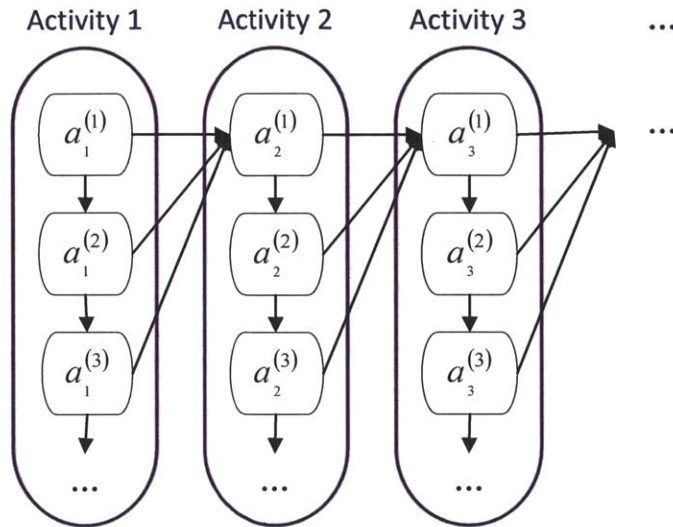 Activity 1 Activity 2 Activity 3 ...
a_1^{(1)} a_2^{(1)} a_3^{(1)} ...
a_1^{(2)} a_2^{(2)} a_3^{(2)}
a_1^{(3)} a_2^{(3)} a_3^{(3)}
... ... ...